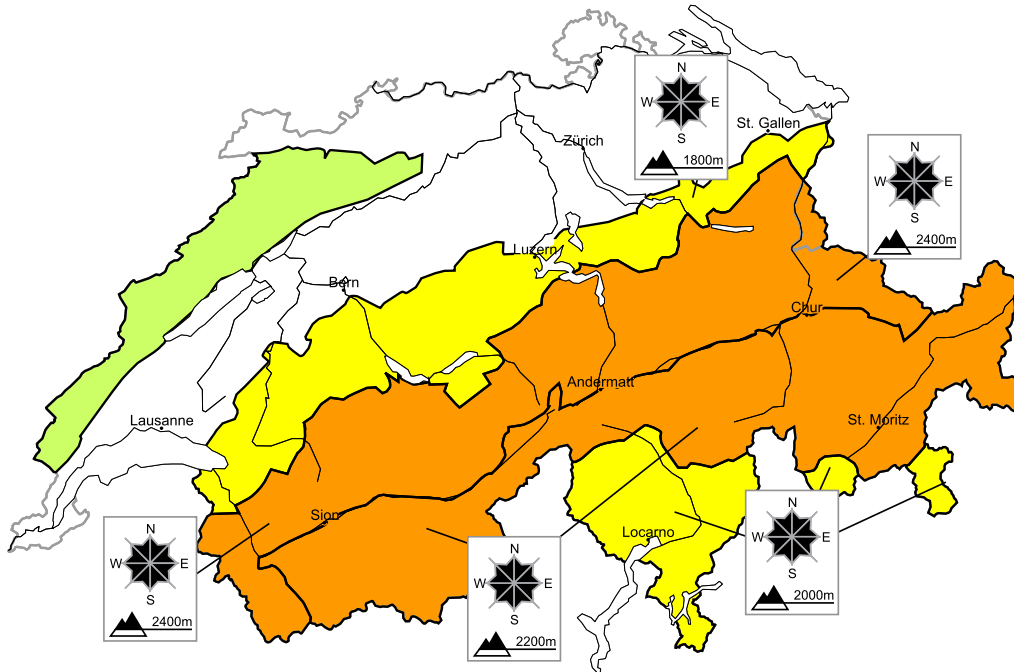 N
W E
S
1800m
St. Gallen
Zürich
N
W E
S
2400m
Luzern
Bern
Chur
Andermatt
Lausanne
St. Moritz
Sion
Locarno
N
W E
S
2400m
N
W E
S
2200m
N
W E
S
2000m